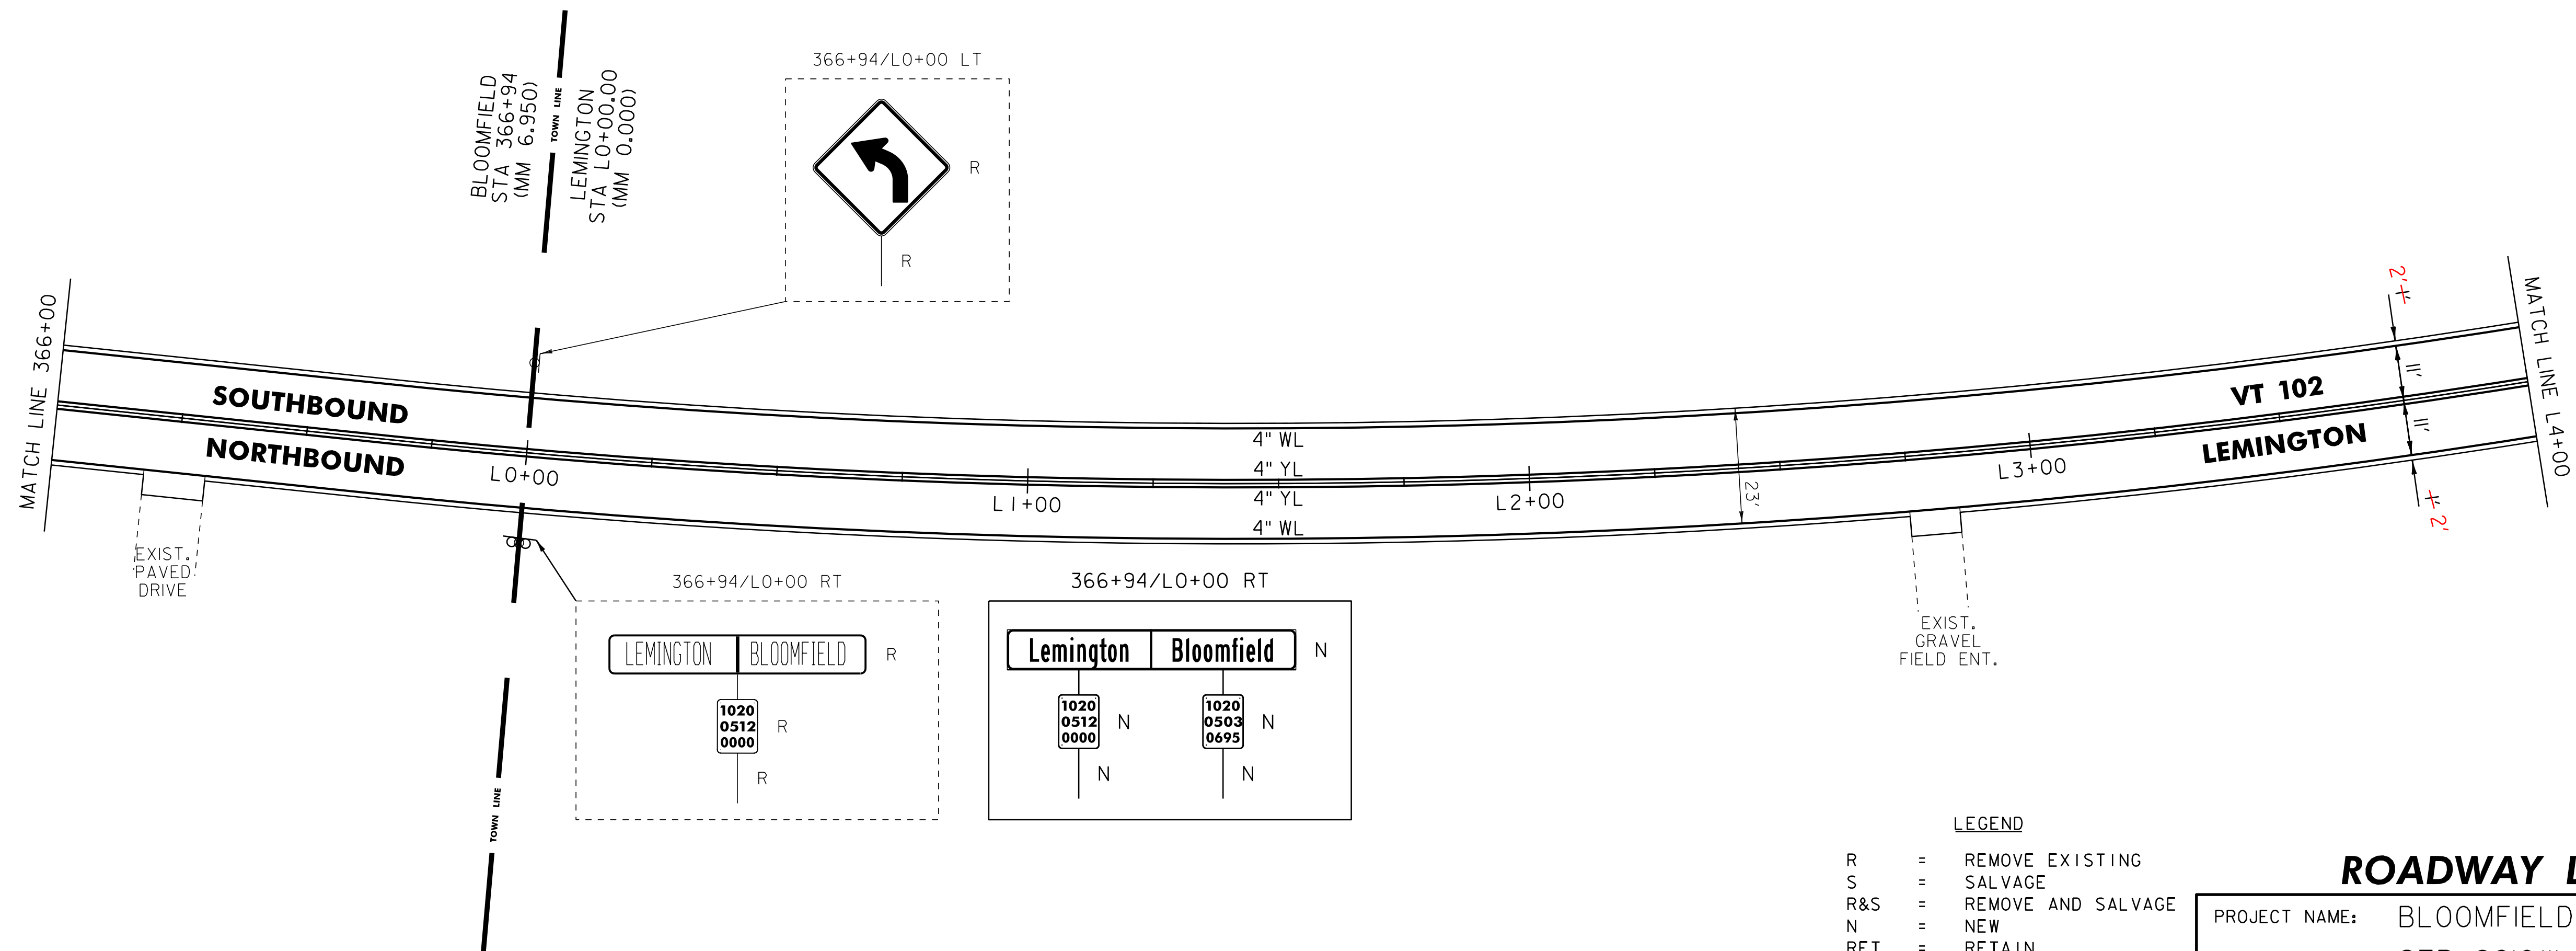 366+94/L0+00 LT
BLOOMFIELD
STA 366+94
(MM 6.950)
TOWN LINE
LEMINGTON
STA L0+00.00
(MM 0.000)
R
R
MATCH LINE 366+00
MATCH LINE L4+00
2' 1'
11'
11'
1' 2'
SOUTHBOUND
NORTHBOUND
VT 102
LEMINGTON
4" WL
4" YL
4" YL
4" WL
L0+00
L1+00
L2+00
L3+00
23'
EXIST.
PAVED
DRIVE
EXIST.
GRAVEL
FIELD ENT.
366+94/L0+00 RT
LEMINGTON BLOOMFIELD R
1020
0512 R
0000
R
366+94/L0+00 RT
Lemington Bloomfield N
1020
0512 N
0000
N
1020
0503 N
0695
N
TOWN LINE
LEGEND
R = REMOVE EXISTING
S = SALVAGE
R&S = REMOVE AND SALVAGE
N = NEW
RET = RETAIN
ROADWAY L
PROJECT NAME: BLOOMFIELD